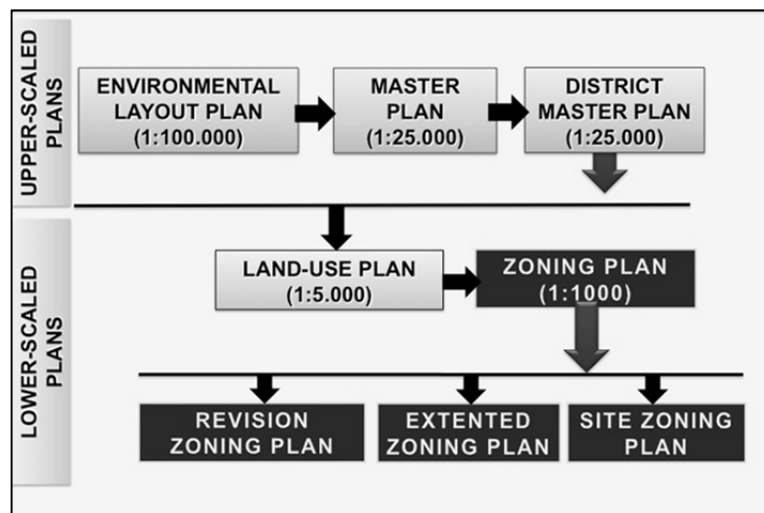 UPPER-SCALED
PLANS
ENVIRONMENTAL
LAYOUT PLAN
(1:100.000)
MASTER
PLAN
(1:25.000)
DISTRICT
MASTER PLAN
(1:25.000)
LOWER-SCALED
PLANS
LAND-USE PLAN
(1:5.000)
ZONING PLAN
(1:1000)
REVISION
ZONING PLAN
EXTENTED
ZONING PLAN
SITE ZONING
PLAN